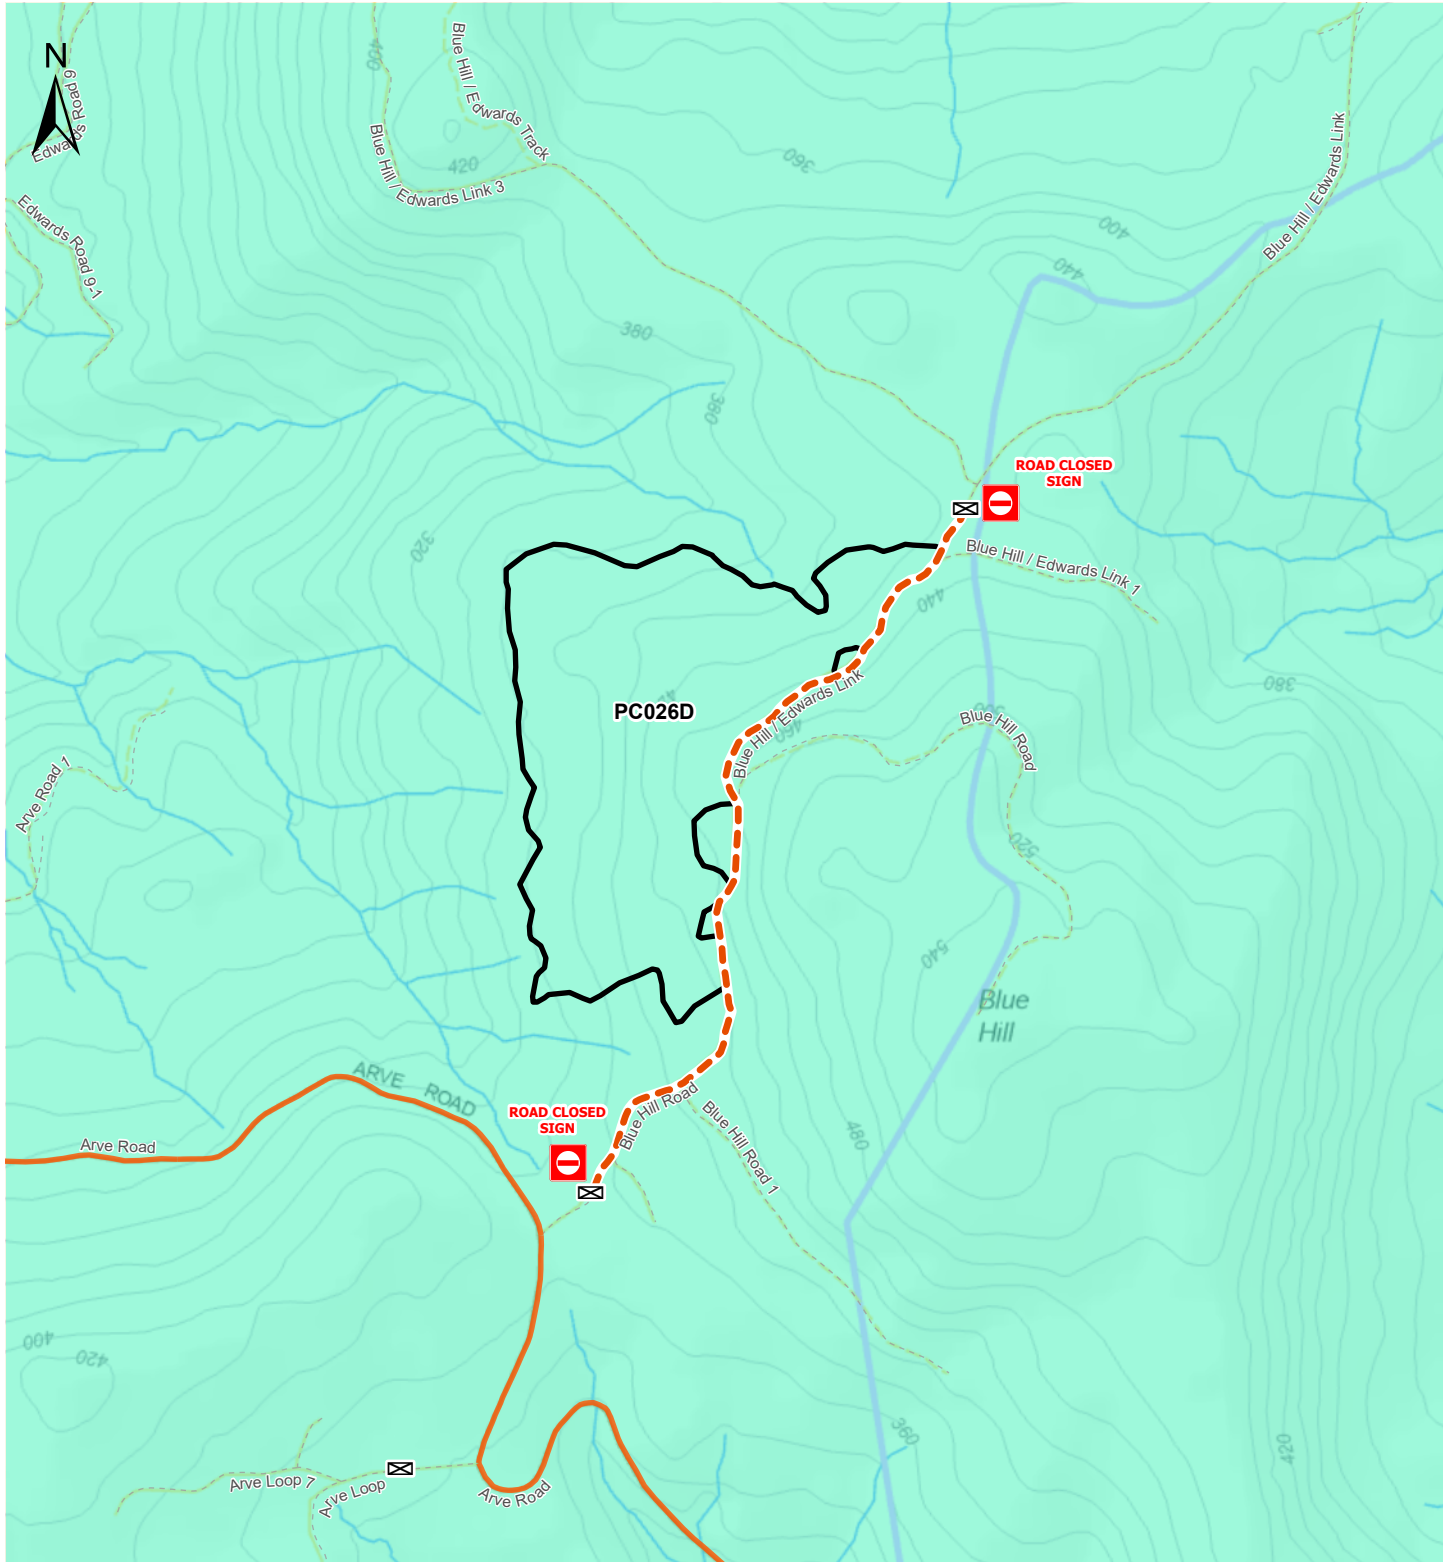 N
Edwards Road 9
400
Blue Hill / Edwards Track
Blue Hill / Edwards Link 3
420
360
Blue Hill / Edwards Link
400
440
Edwards Road 9-1
380
380
ROAD CLOSED
SIGN
320
Blue Hill / Edwards Link 1
440
380
PC026D
Blue Hill / Edwards Link
460
Blue Hill Road
Arve Road 1
520
540
Blue
Hill
ARVE ROAD
ROAD CLOSED
SIGN
Blue Hill Road
Blue Hill Road 1
480
Arve Road
400
420
360
420
Arve Loop 7
Arve Loop
Arve Road